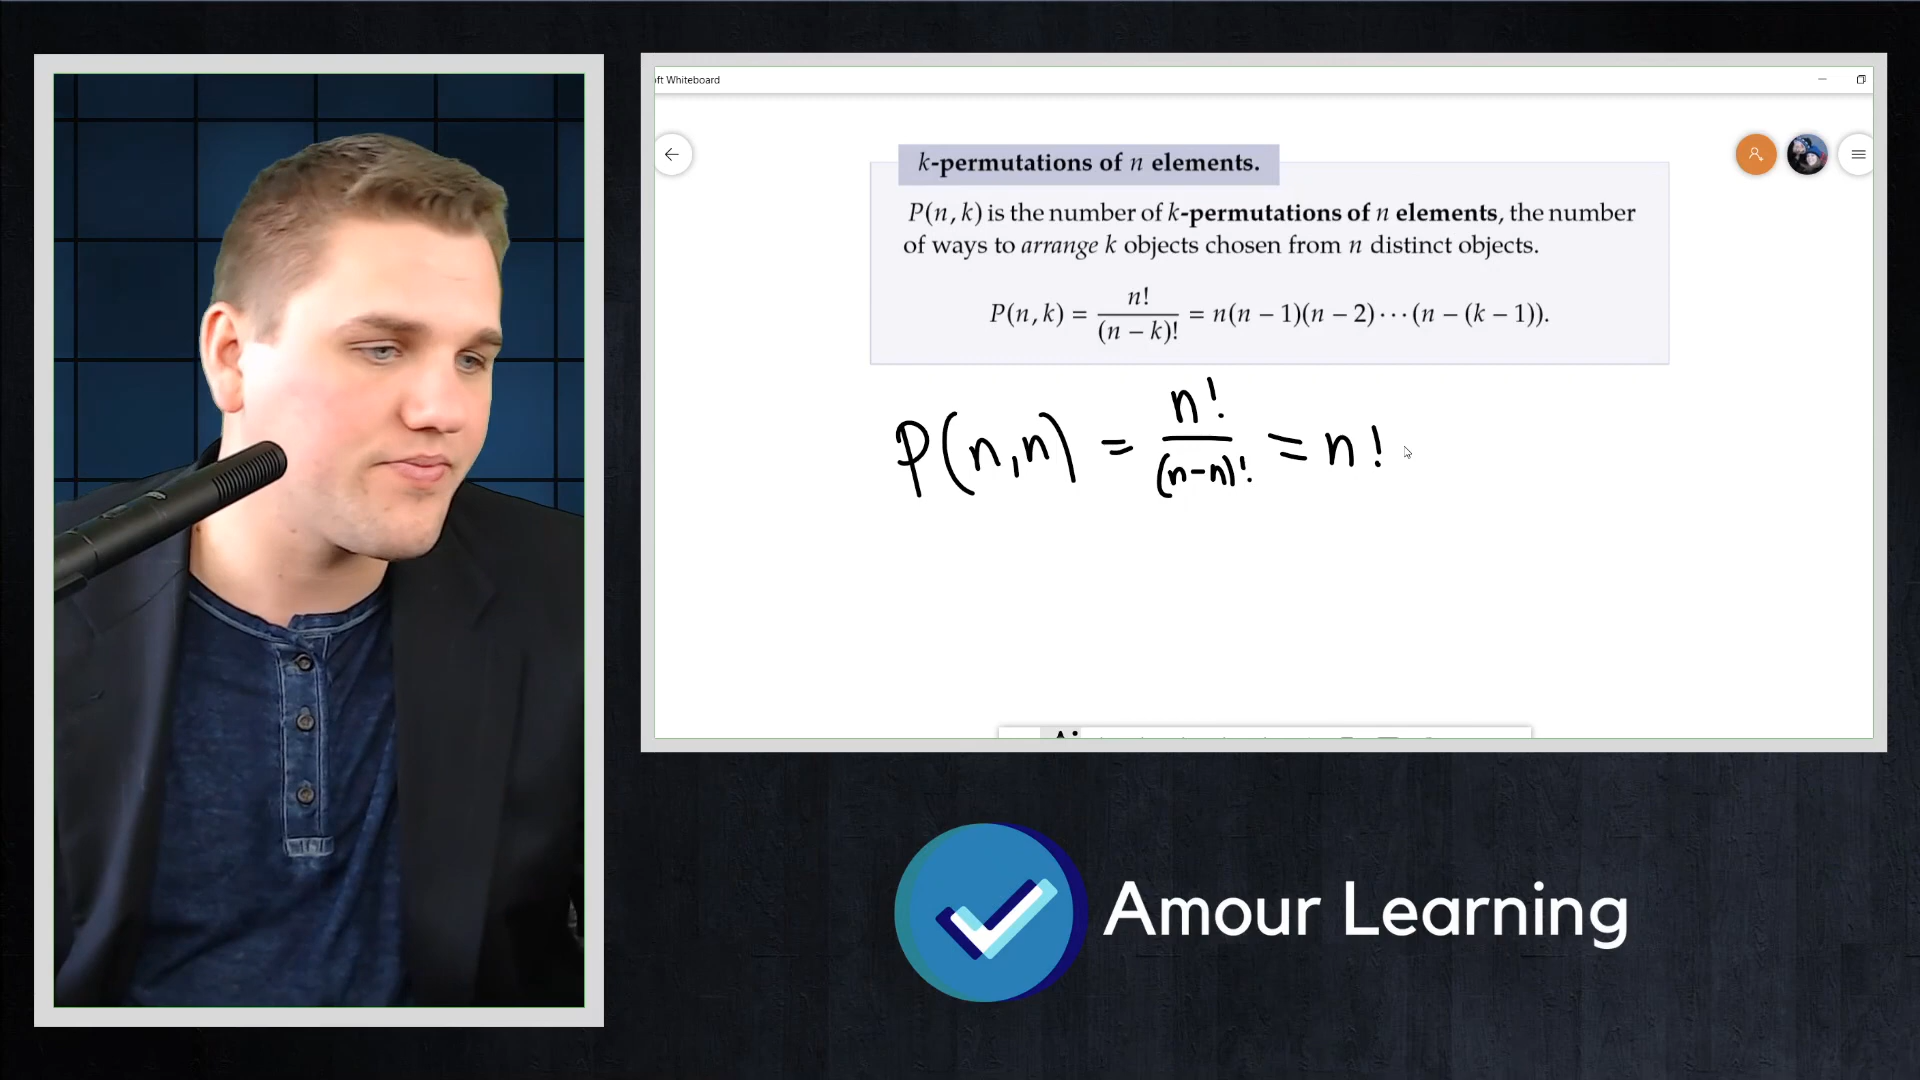 oft Whiteboard
k-permutations of n elements.
P(n, k) is the number of k-permutations of n elements, the number
of ways to arrange k objects chosen from n distinct objects.
P(n, k) = n!/(n − k)! = n(n − 1)(n − 2) · · · (n − (k − 1)).
P(n,n) = n!/(n-n)! = n!
Amour Learning